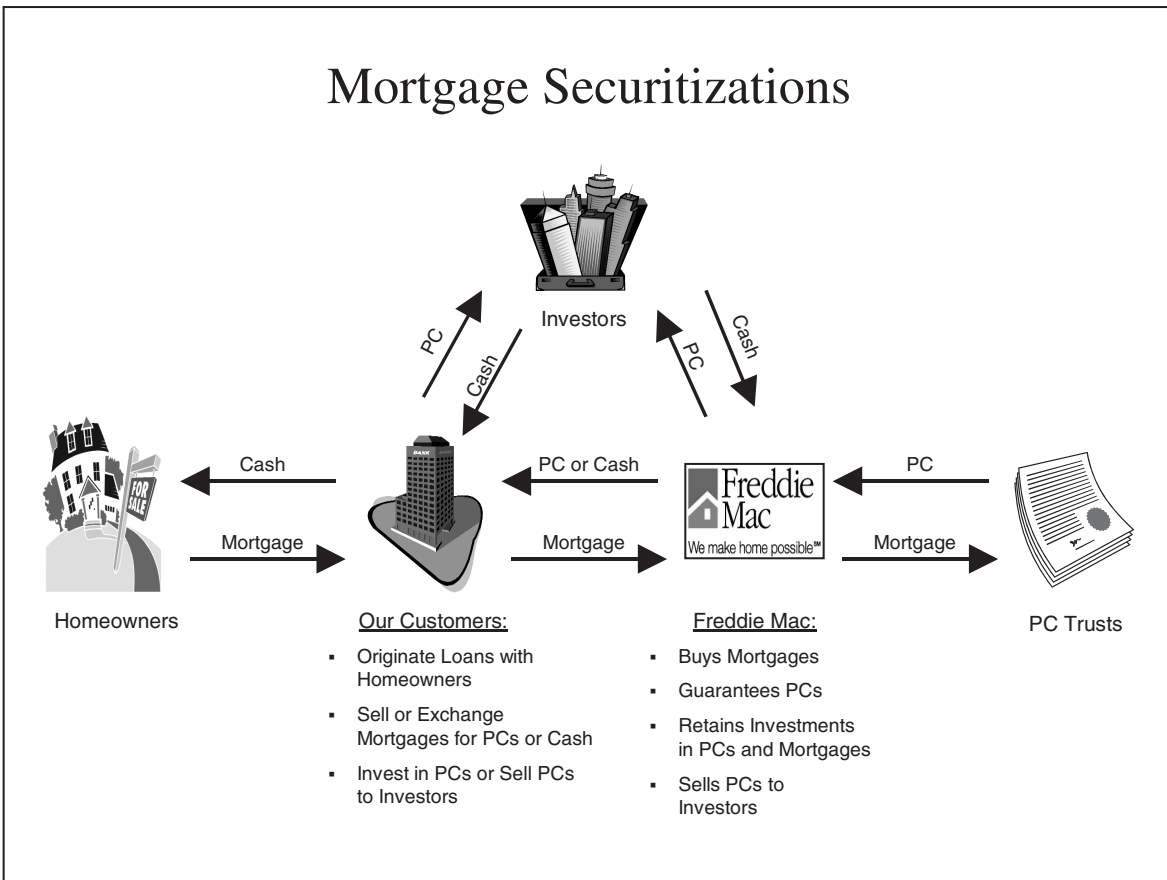 Mortgage Securitizations
Investors
PC
Cash
PC
Cash
Cash
PC or Cash
PC
BANK
FOR
SALE
Freddie
Mac
We make home possible℠
Mortgage
Mortgage
Mortgage
Homeowners
PC Trusts
Our Customers:
▪ Originate Loans with
Homeowners
▪ Sell or Exchange
Mortgages for PCs or Cash
▪ Invest in PCs or Sell PCs
to Investors
Freddie Mac:
▪ Buys Mortgages
▪ Guarantees PCs
▪ Retains Investments
in PCs and Mortgages
▪ Sells PCs to
Investors